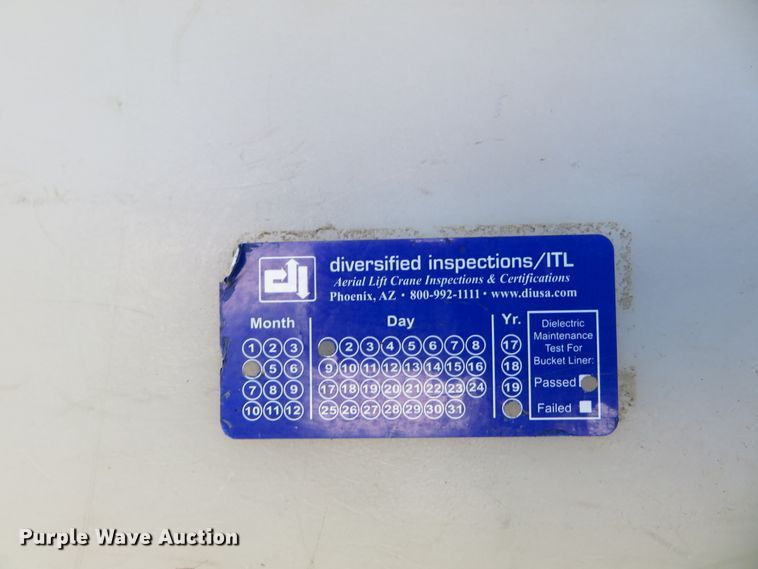 di
diversified inspections/ITL
Aerial Lift Crane Inspections & Certifications
Phoenix, AZ • 800-992-1111 • www.diusa.com
Month
1 2 3
5 6
7 8 9
10 11 12
Day
2 3 4 5 6 7 8
9 10 11 12 13 14 15 16
17 18 19 20 21 22 23 24
25 26 27 28 29 30 31
Yr.
17
18
19
Dielectric
Maintenance
Test For
Bucket Liner:
Passed
Failed
Purple Wave Auction